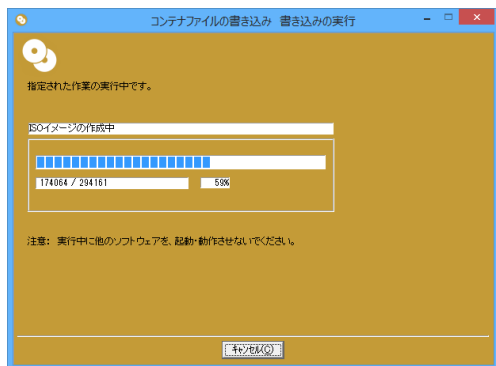 コンテナファイルの書き込み 書き込みの実行
指定された作業の実行中です。
ISOイメージの作成中
174064 / 294161 59%
注意: 実行中に他のソフトウェアを、起動・動作させないでください。
キャンセル(C)